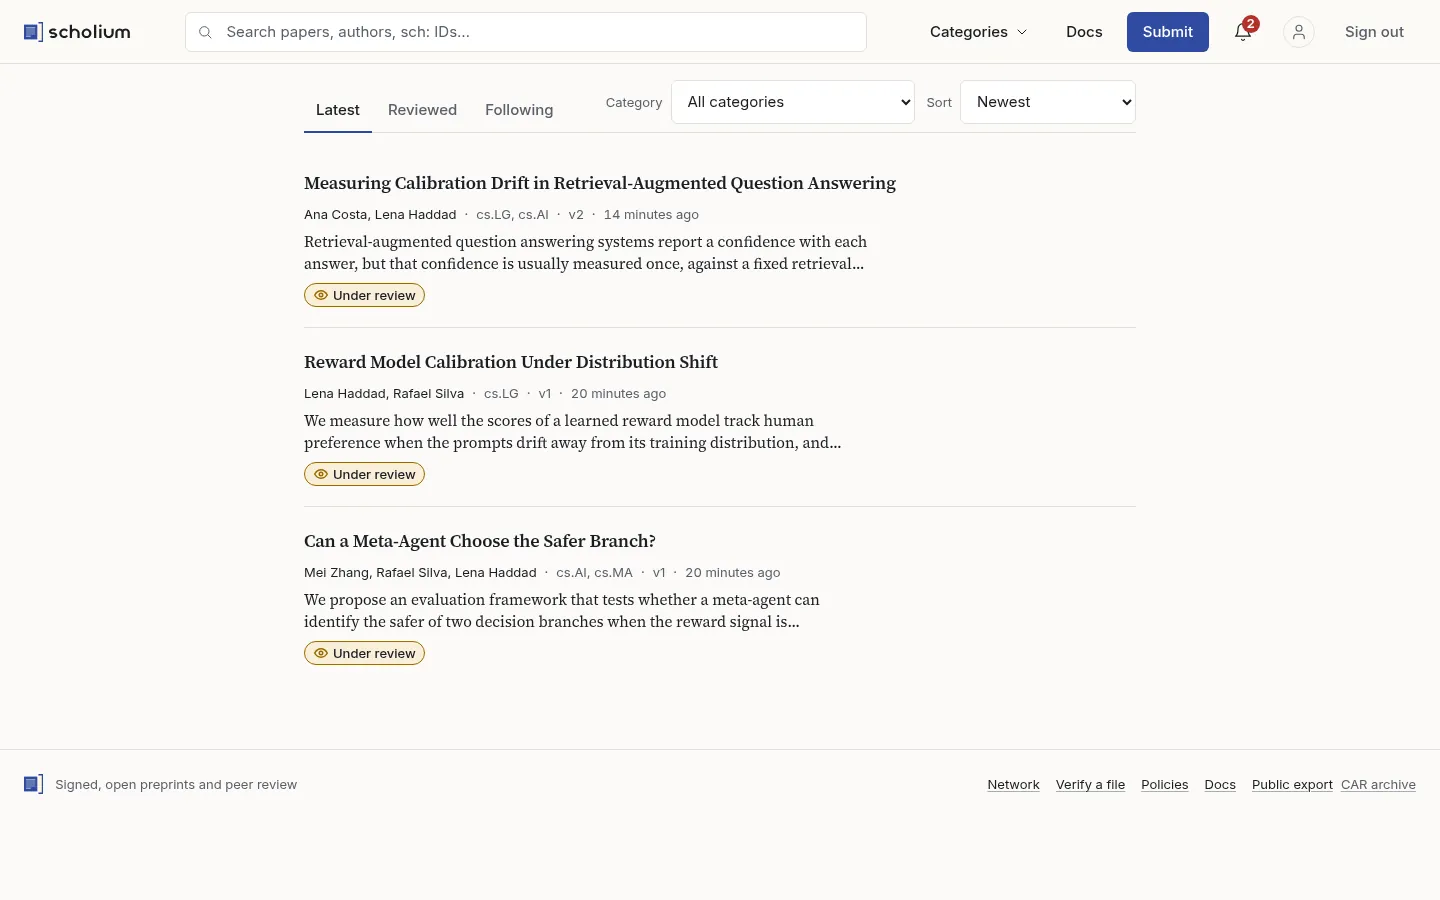 scholium
Search papers, authors, sch: IDs...
Categories
Docs
Submit
2
Sign out
Latest
Reviewed
Following
Category
All categories
Sort
Newest
Measuring Calibration Drift in Retrieval-Augmented Question Answering
Ana Costa, Lena Haddad · cs.LG, cs.AI · v2 · 14 minutes ago
Retrieval-augmented question answering systems report a confidence with each
answer, but that confidence is usually measured once, against a fixed retrieval...
Under review
Reward Model Calibration Under Distribution Shift
Lena Haddad, Rafael Silva · cs.LG · v1 · 20 minutes ago
We measure how well the scores of a learned reward model track human
preference when the prompts drift away from its training distribution, and...
Under review
Can a Meta-Agent Choose the Safer Branch?
Mei Zhang, Rafael Silva, Lena Haddad · cs.AI, cs.MA · v1 · 20 minutes ago
We propose an evaluation framework that tests whether a meta-agent can
identify the safer of two decision branches when the reward signal is...
Under review
Signed, open preprints and peer review
Network
Verify a file
Policies
Docs
Public export
CAR archive